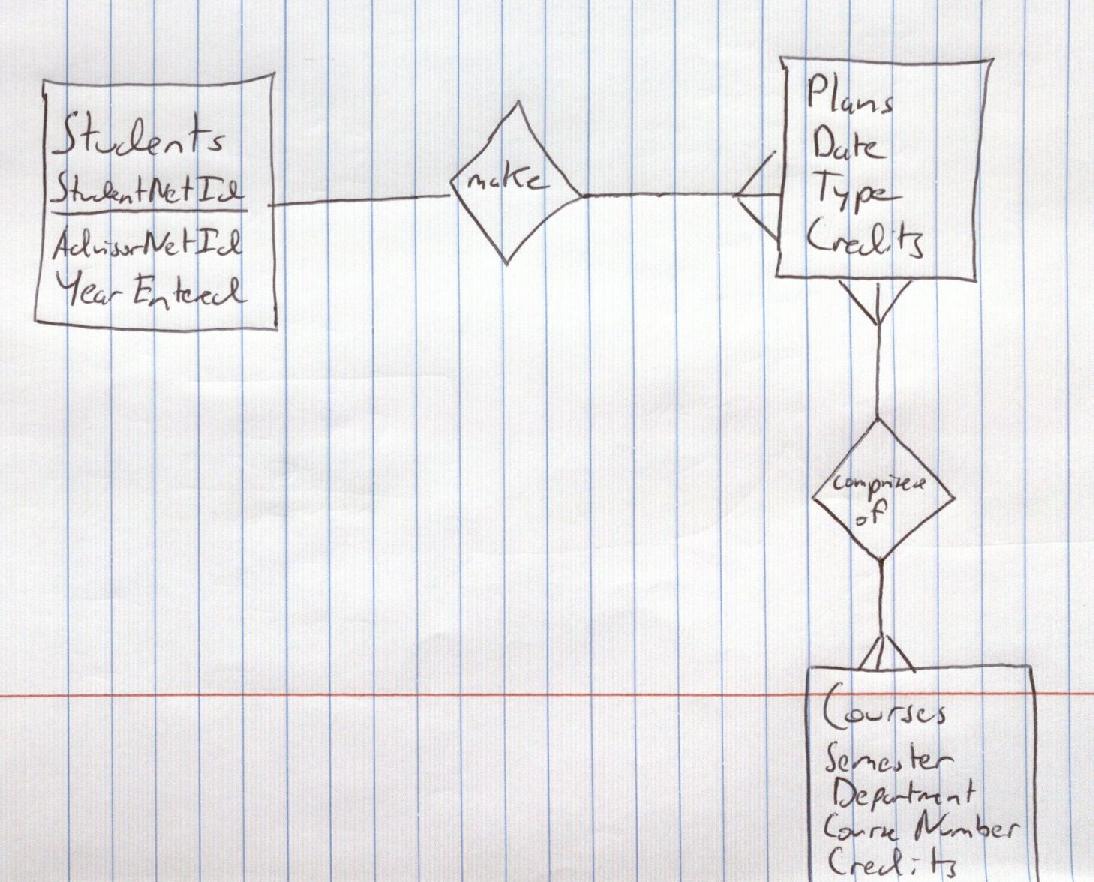 Students
StudentNetId
AdvisorNetId
Year Entered
make
Plans
Date
Type
Credits
comprised
of
Courses
Semester
Department
Course Number
Credits